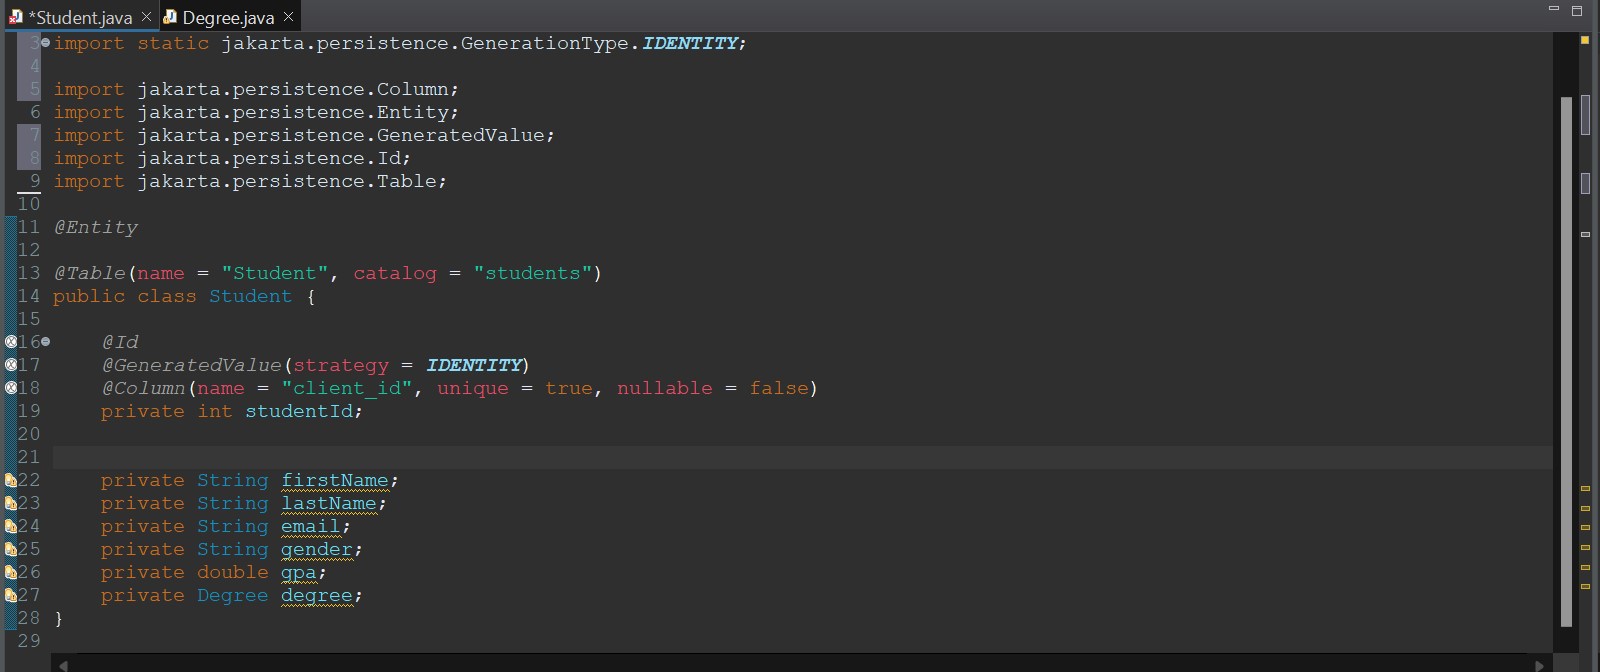 *Student.java
Degree.java
3 import static jakarta.persistence.GenerationType.IDENTITY;
4
5 import jakarta.persistence.Column;
6 import jakarta.persistence.Entity;
7 import jakarta.persistence.GeneratedValue;
8 import jakarta.persistence.Id;
9 import jakarta.persistence.Table;
10
11 @Entity
12
13 @Table(name = "Student", catalog = "students")
14 public class Student {
15
16 @Id
17 @GeneratedValue(strategy = IDENTITY)
18 @Column(name = "client_id", unique = true, nullable = false)
19 private int studentId;
20
21
22 private String firstName;
23 private String lastName;
24 private String email;
25 private String gender;
26 private double gpa;
27 private Degree degree;
28 }
29